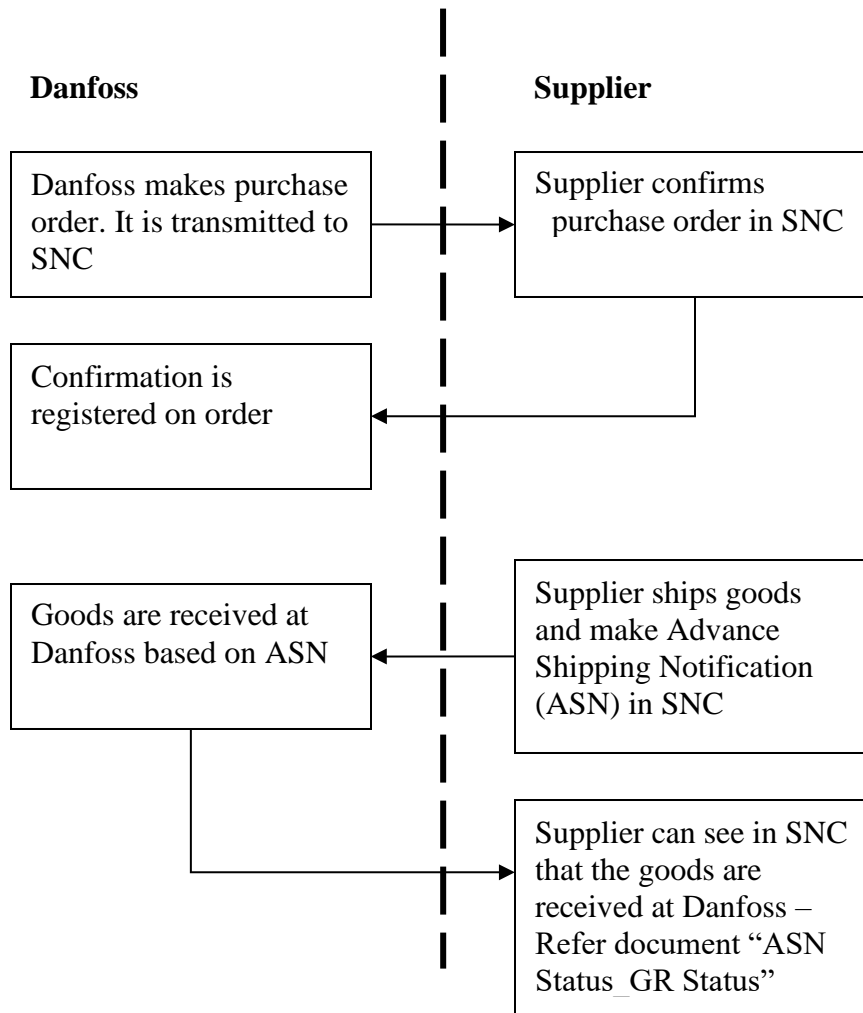 Danfoss
Supplier
Danfoss makes purchase
order. It is transmitted to
SNC
Supplier confirms
purchase order in SNC
Confirmation is
registered on order
Goods are received at
Danfoss based on ASN
Supplier ships goods
and make Advance
Shipping Notification
(ASN) in SNC
Supplier can see in SNC
that the goods are
received at Danfoss –
Refer document “ASN
Status_GR Status”